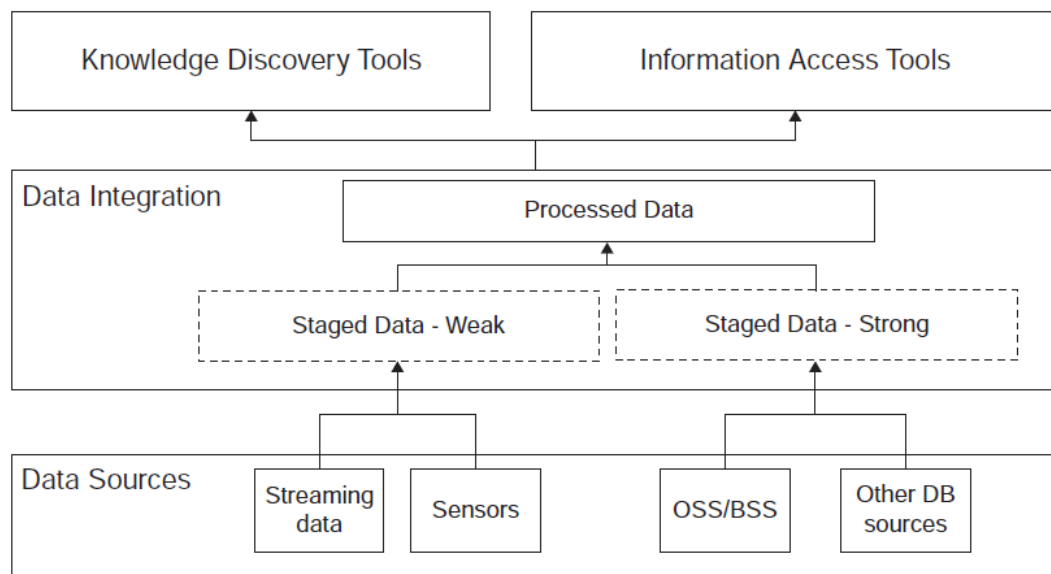 Knowledge Discovery Tools
Information Access Tools
Data Integration
Processed Data
Staged Data - Weak
Staged Data - Strong
Data Sources
Streaming
data
Sensors
OSS/BSS
Other DB
sources